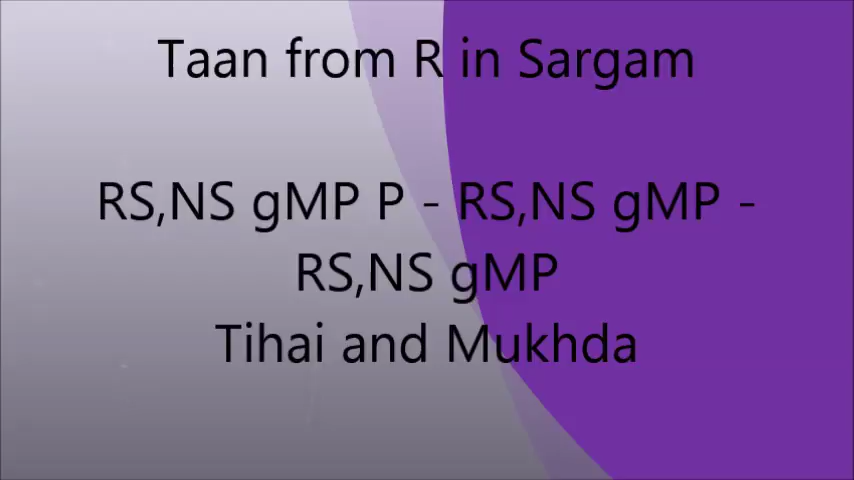 Taan from R in Sargam
RS,NS gMP P - RS,NS gMP -
RS,NS gMP
Tihai and Mukhda